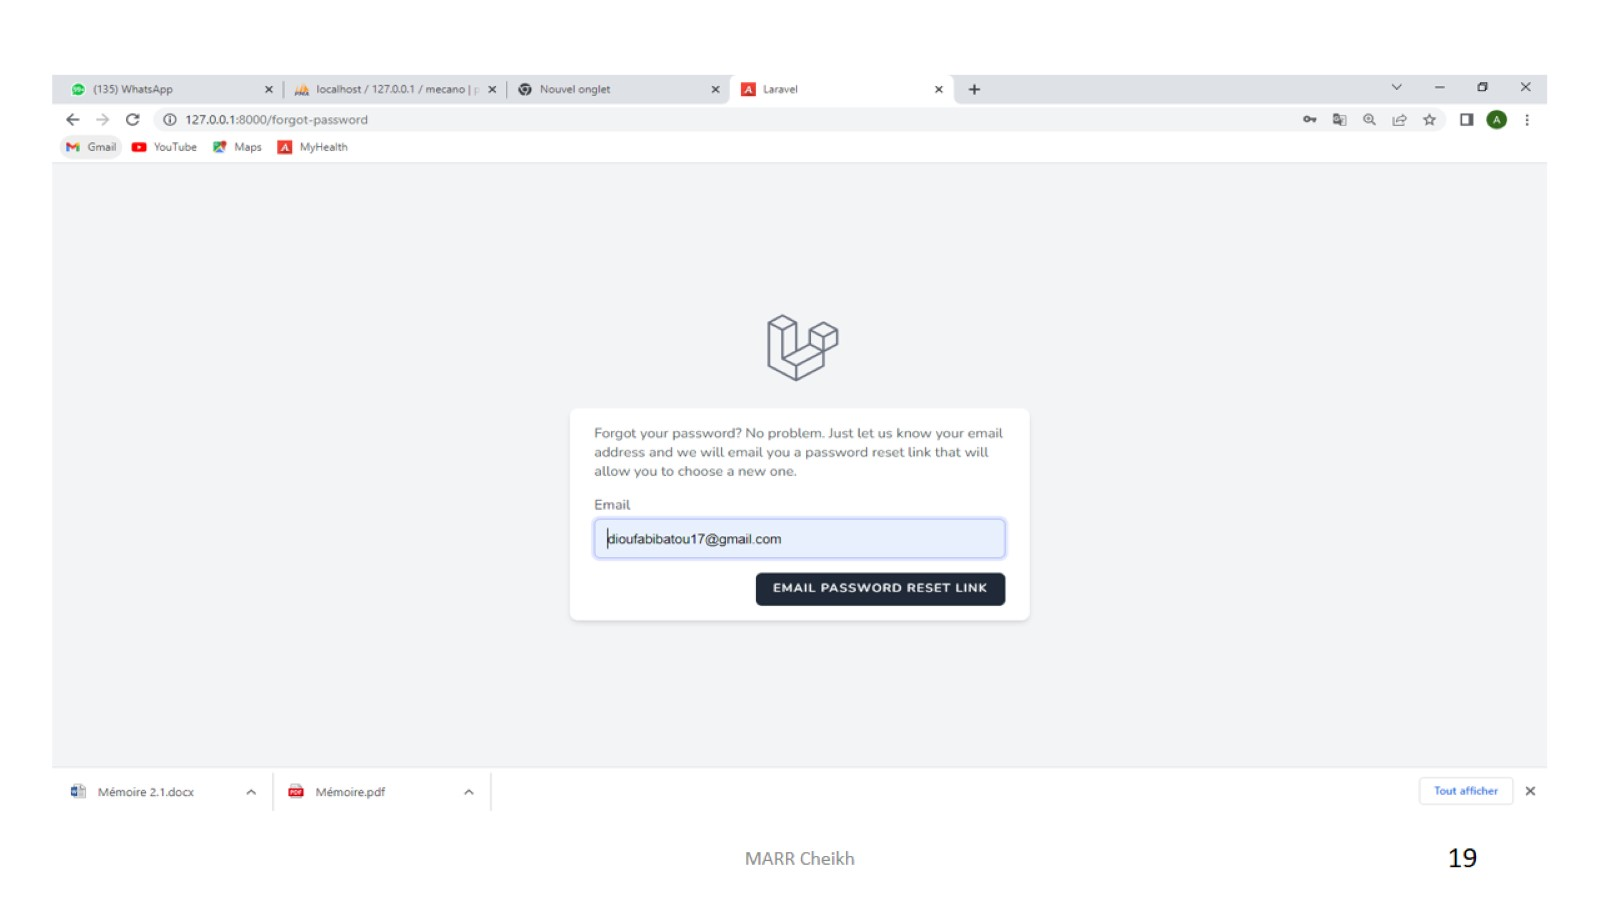 (135) WhatsApp
localhost / 127.0.0.1 / mecano | p
Nouvel onglet
Laravel
127.0.0.1:8000/forgot-password
A
Gmail
YouTube
Maps
MyHealth
Forgot your password? No problem. Just let us know your email
address and we will email you a password reset link that will
allow you to choose a new one.
Email
dioufabibatou17@gmail.com
EMAIL PASSWORD RESET LINK
Mémoire 2.1.docx
Mémoire.pdf
Tout afficher
MARR Cheikh
19